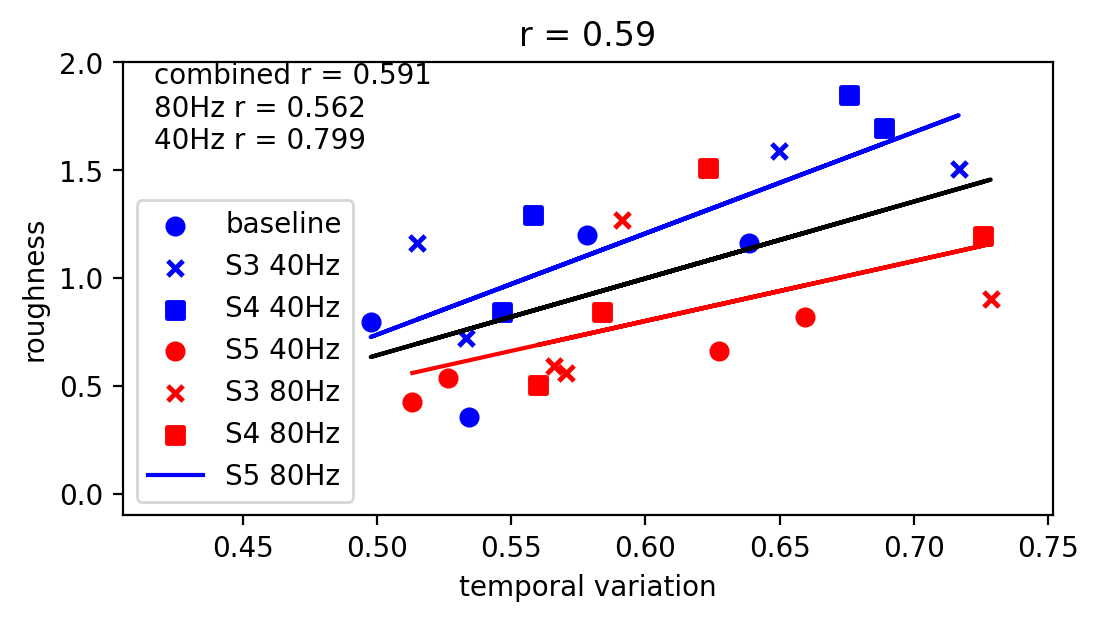 r = 0.59
combined r = 0.591
80Hz r = 0.562
40Hz r = 0.799
baseline
S3 40Hz
S4 40Hz
S5 40Hz
S3 80Hz
S4 80Hz
S5 80Hz
2.0
1.5
1.0
0.5
0.0
roughness
0.45 0.50 0.55 0.60 0.65 0.70 0.75
temporal variation